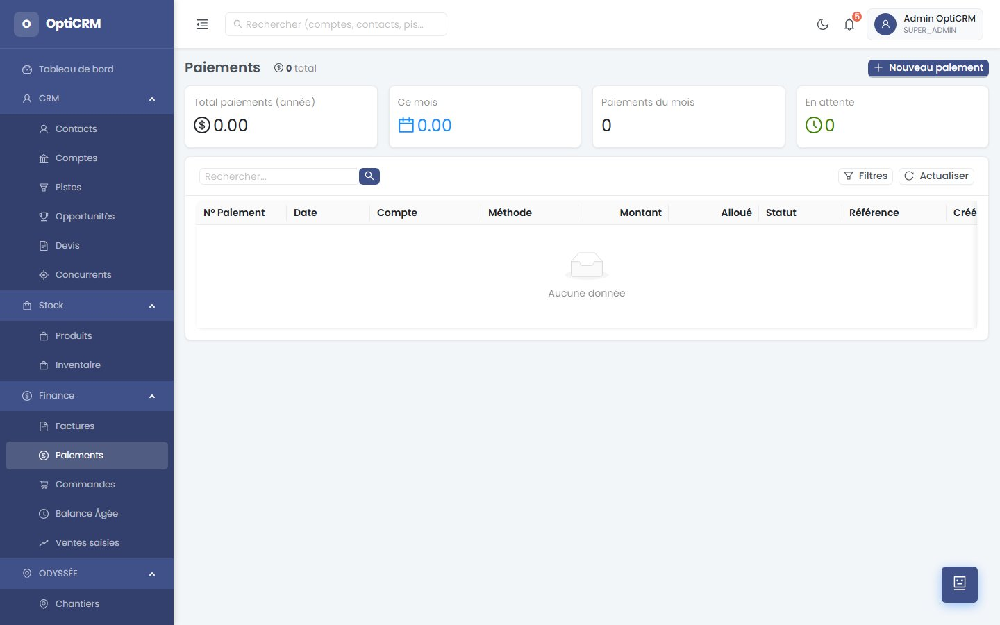 O OptiCRM
Rechercher (comptes, contacts, pis...
5
Admin OptiCRM
SUPER_ADMIN
Tableau de bord
CRM
Contacts
Comptes
Pistes
Opportunités
Devis
Concurrents
Stock
Produits
Inventaire
Finance
Factures
Paiements
Commandes
Balance Âgée
Ventes saisies
ODYSSÉE
Chantiers
Paiements 0 total
Nouveau paiement
Total paiements (année)
0.00
Ce mois
0.00
Paiements du mois
0
En attente
0
Rechercher...
Filtres
Actualiser
N° Paiement Date Compte Méthode Montant Alloué Statut Référence Créé
Aucune donnée